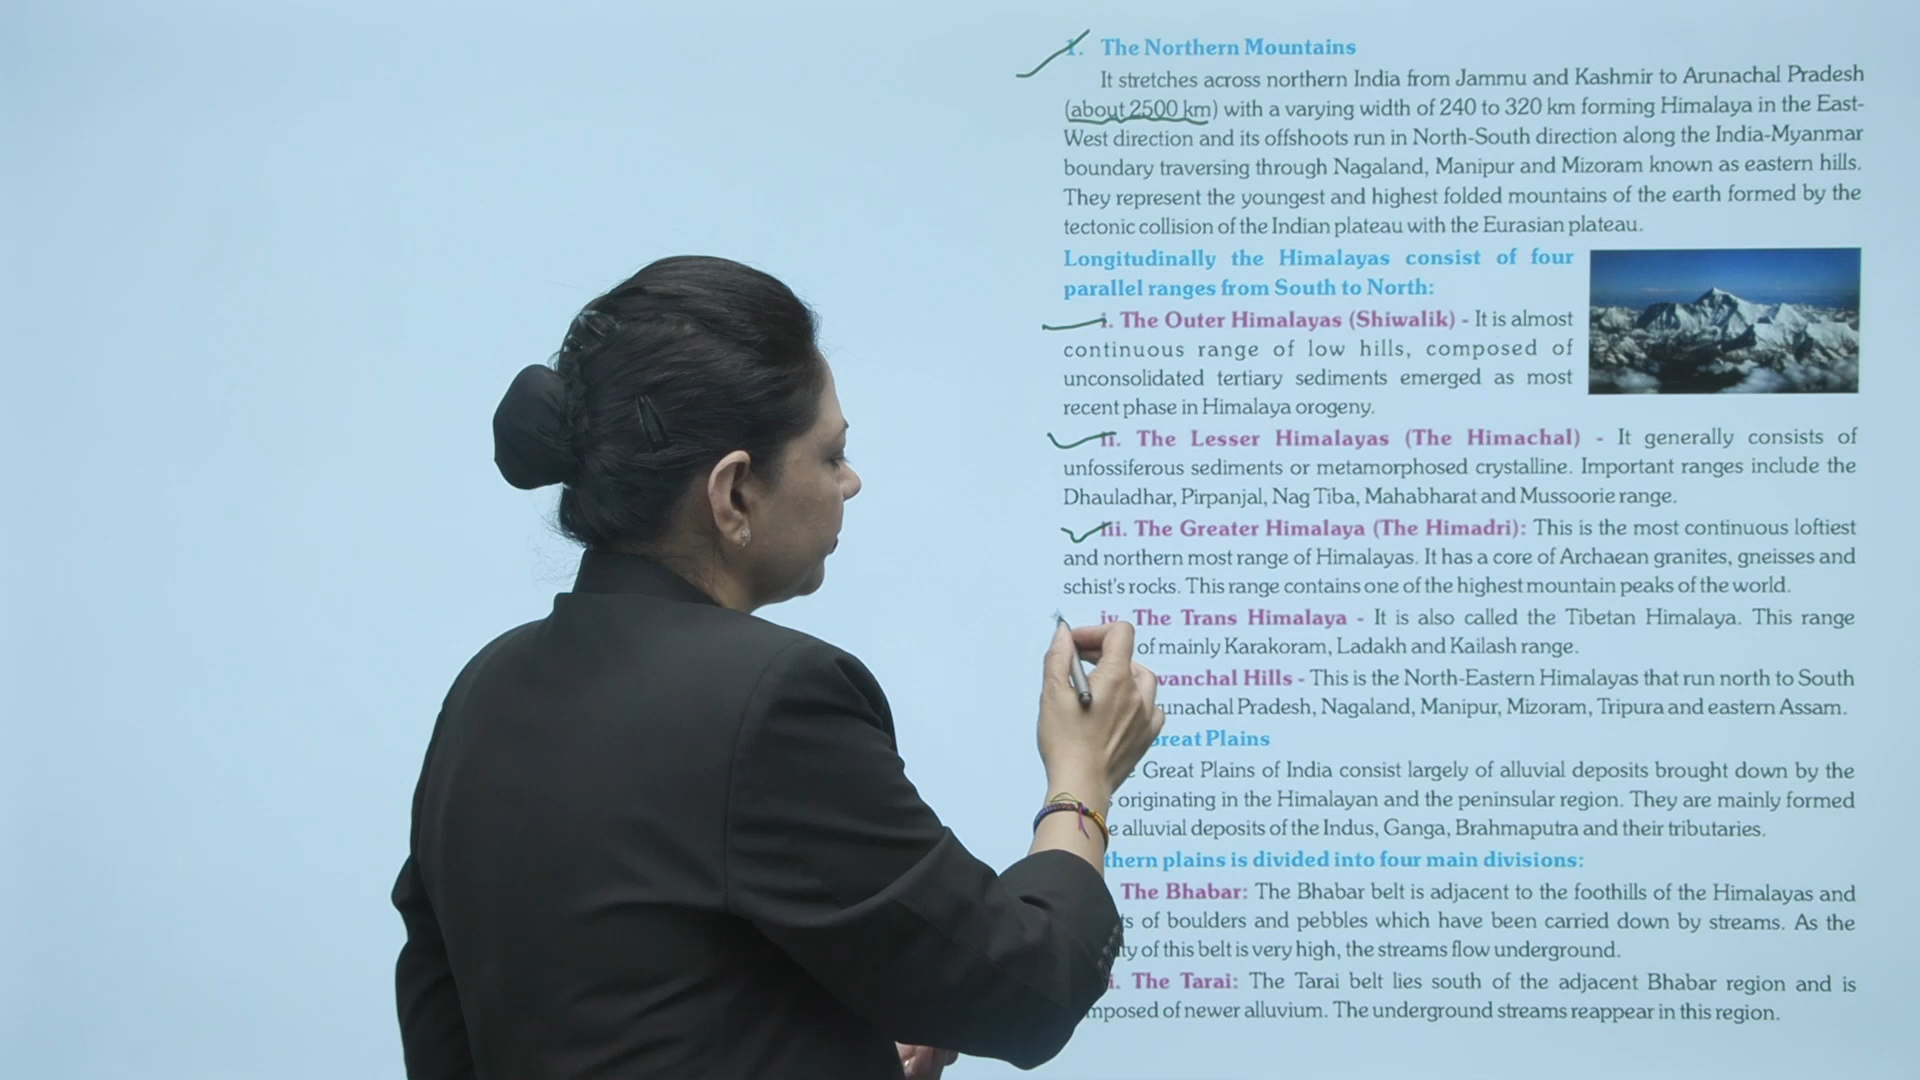 1. The Northern Mountains
It stretches across northern India from Jammu and Kashmir to Arunachal Pradesh
(about 2500 km) with a varying width of 240 to 320 km forming Himalaya in the East-
West direction and its offshoots run in North-South direction along the India-Myanmar
boundary traversing through Nagaland, Manipur and Mizoram known as eastern hills.
They represent the youngest and highest folded mountains of the earth formed by the
tectonic collision of the Indian plateau with the Eurasian plateau.
Longitudinally the Himalayas consist of four
parallel ranges from South to North:
i. The Outer Himalayas (Shiwalik) - It is almost
continuous range of low hills, composed of
unconsolidated tertiary sediments emerged as most
recent phase in Himalaya orogeny.
ii. The Lesser Himalayas (The Himachal) - It generally consists of
unfossiferous sediments or metamorphosed crystalline. Important ranges include the
Dhauladhar, Pirpanjal, Nag Tiba, Mahabharat and Mussoorie range.
iii. The Greater Himalaya (The Himadri): This is the most continuous loftiest
and northern most range of Himalayas. It has a core of Archaean granites, gneisses and
schist's rocks. This range contains one of the highest mountain peaks of the world.
iv. The Trans Himalaya - It is also called the Tibetan Himalaya. This range
of mainly Karakoram, Ladakh and Kailash range.
Hills - This is the North-Eastern Himalayas that run north to South
Pradesh, Nagaland, Manipur, Mizoram, Tripura and eastern Assam.
Great Plains
Great Plains of India consist largely of alluvial deposits brought down by the
originating in the Himalayan and the peninsular region. They are mainly formed
alluvial deposits of the Indus, Ganga, Brahmaputra and their tributaries.
plains is divided into four main divisions:
The Bhabar: The Bhabar belt is adjacent to the foothills of the Himalayas and
of boulders and pebbles which have been carried down by streams. As the
of this belt is very high, the streams flow underground.
The Tarai: The Tarai belt lies south of the adjacent Bhabar region and is
of newer alluvium. The underground streams reappear in this region.